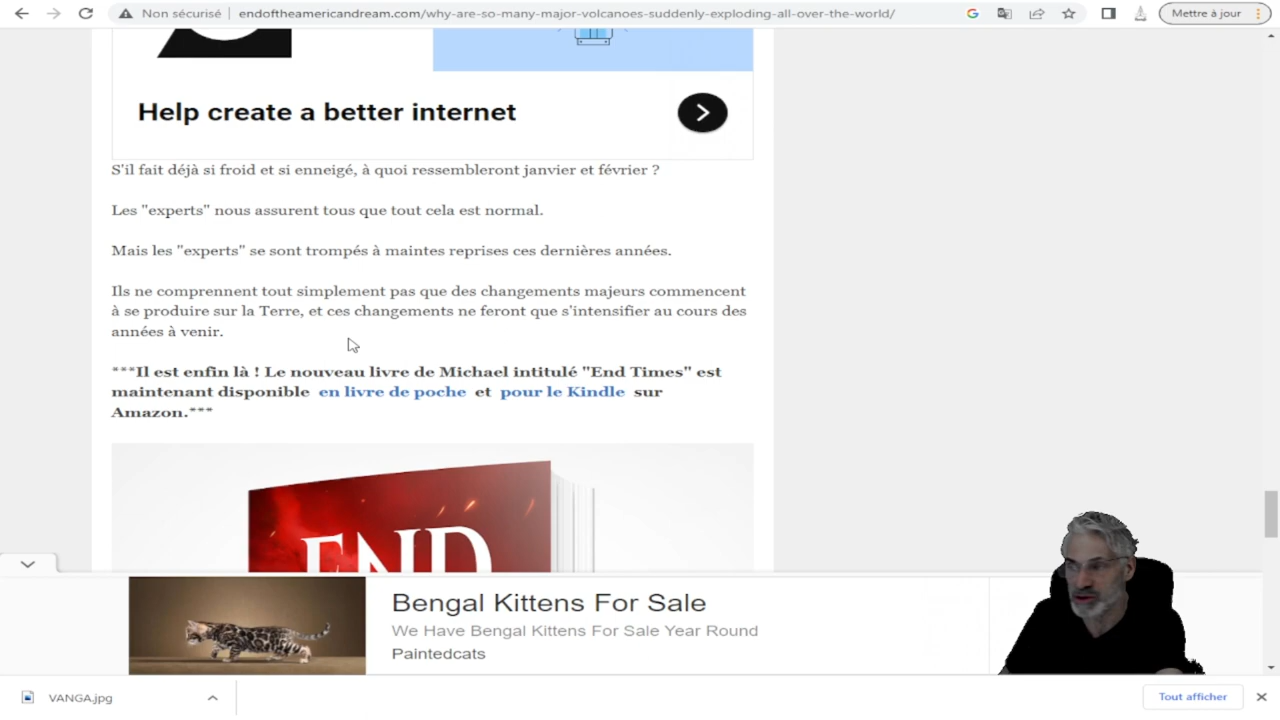 Non sécurisé
endoftheamericandream.com/why-are-so-many-major-volcanoes-suddenly-exploding-all-over-the-world/
Mettre à jour
Help create a better internet
S'il fait déjà si froid et si enneigé, à quoi ressembleront janvier et février ?
Les "experts" nous assurent tous que tout cela est normal.
Mais les "experts" se sont trompés à maintes reprises ces dernières années.
Ils ne comprennent tout simplement pas que des changements majeurs commencent
à se produire sur la Terre, et ces changements ne feront que s'intensifier au cours des
années à venir.
***Il est enfin là ! Le nouveau livre de Michael intitulé "End Times" est
maintenant disponible en livre de poche et pour le Kindle sur
Amazon.***
END
Bengal Kittens For Sale
We Have Bengal Kittens For Sale Year Round
Paintedcats
VANGA.jpg
Tout afficher